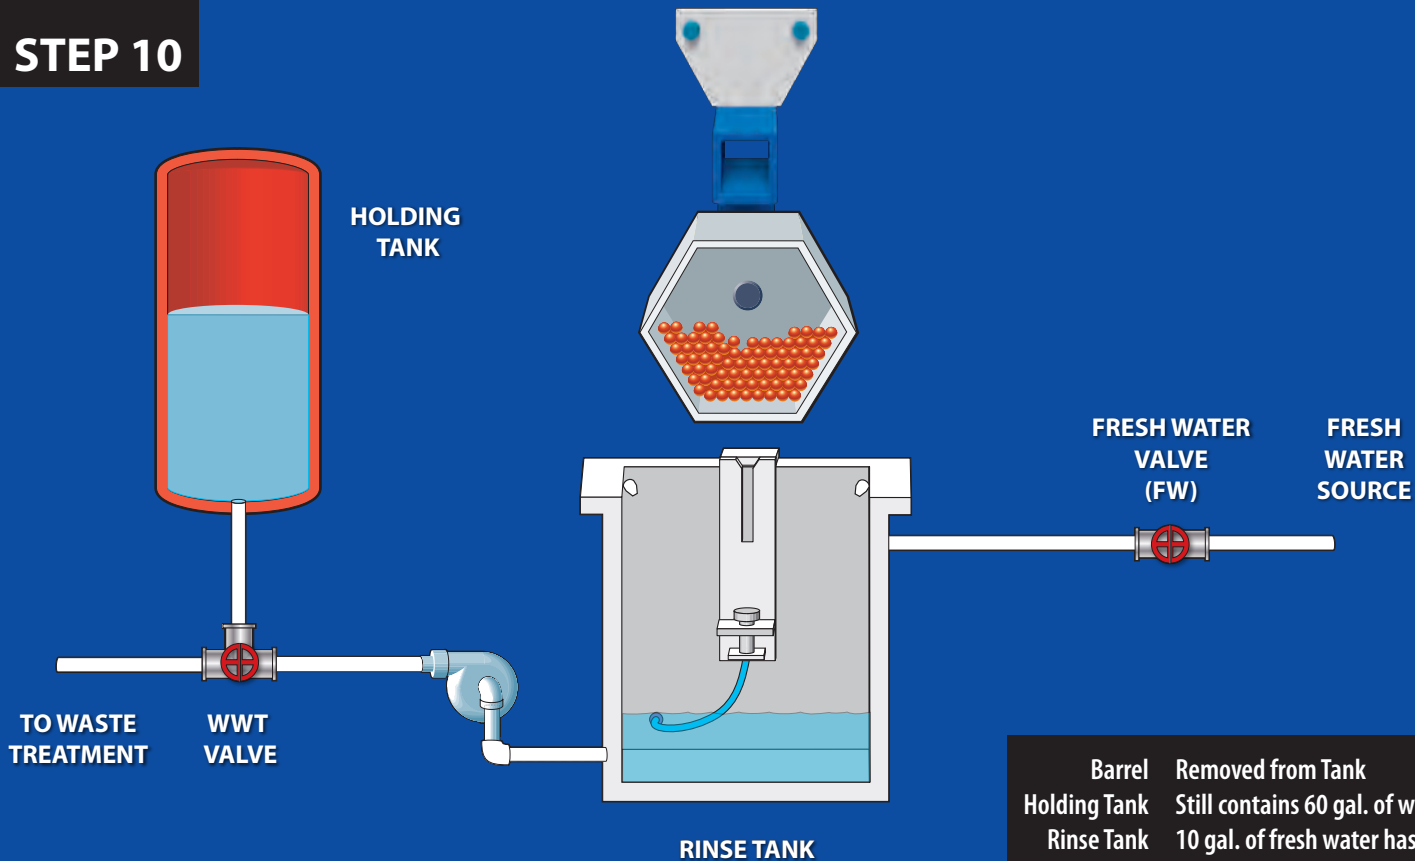 STEP 10
HOLDING
TANK
FRESH WATER
VALVE
(FW)
FRESH
WATER
SOURCE
TO WASTE
TREATMENT
WWT
VALVE
RINSE TANK
Barrel Removed from Tank
Holding Tank Still contains 60 gal. of w
Rinse Tank 10 gal. of fresh water has